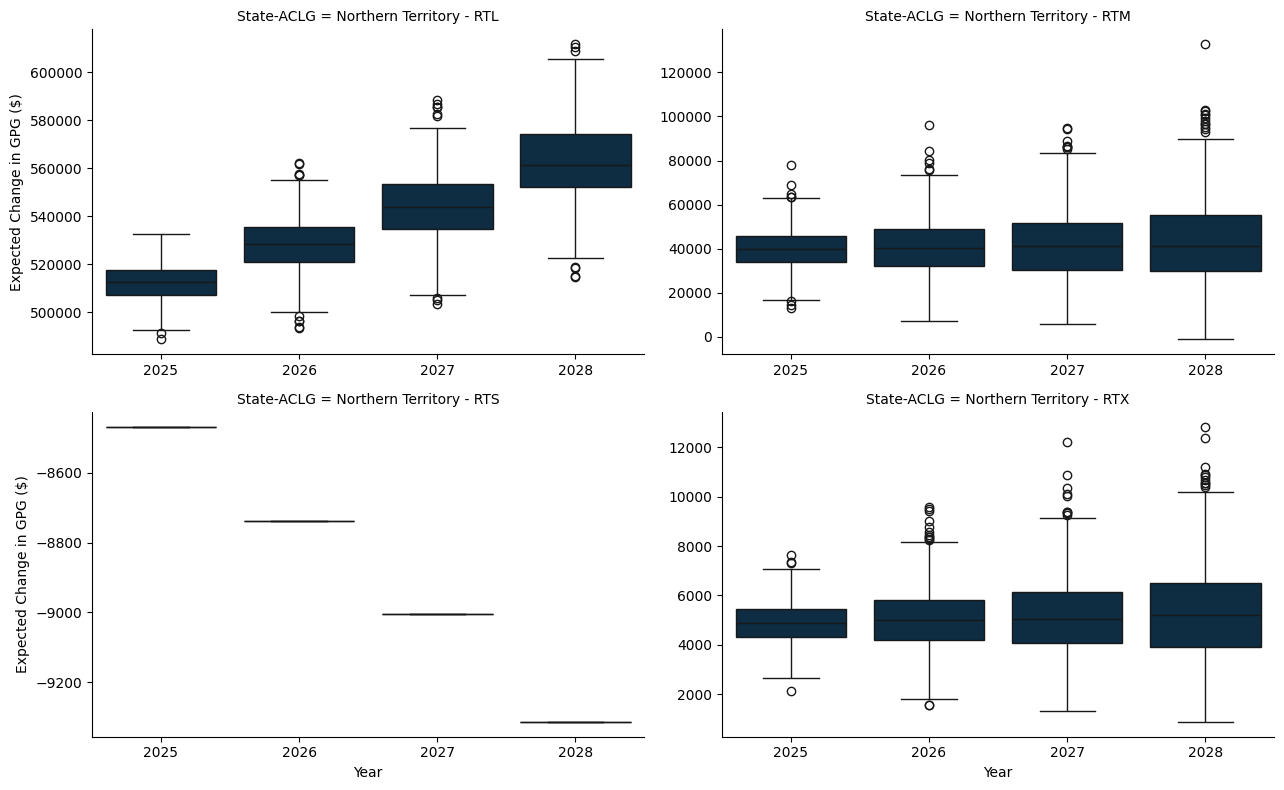 State-ACLG = Northern Territory - RTL
Expected Change in GPG ($)
600000
580000
560000
540000
520000
500000
2025 2026 2027 2028
State-ACLG = Northern Territory - RTM
120000
100000
80000
60000
40000
20000
0
2025 2026 2027 2028
State-ACLG = Northern Territory - RTS
Expected Change in GPG ($)
−8600
−8800
−9000
−9200
2025 2026 2027 2028
Year
State-ACLG = Northern Territory - RTX
12000
10000
8000
6000
4000
2000
2025 2026 2027 2028
Year